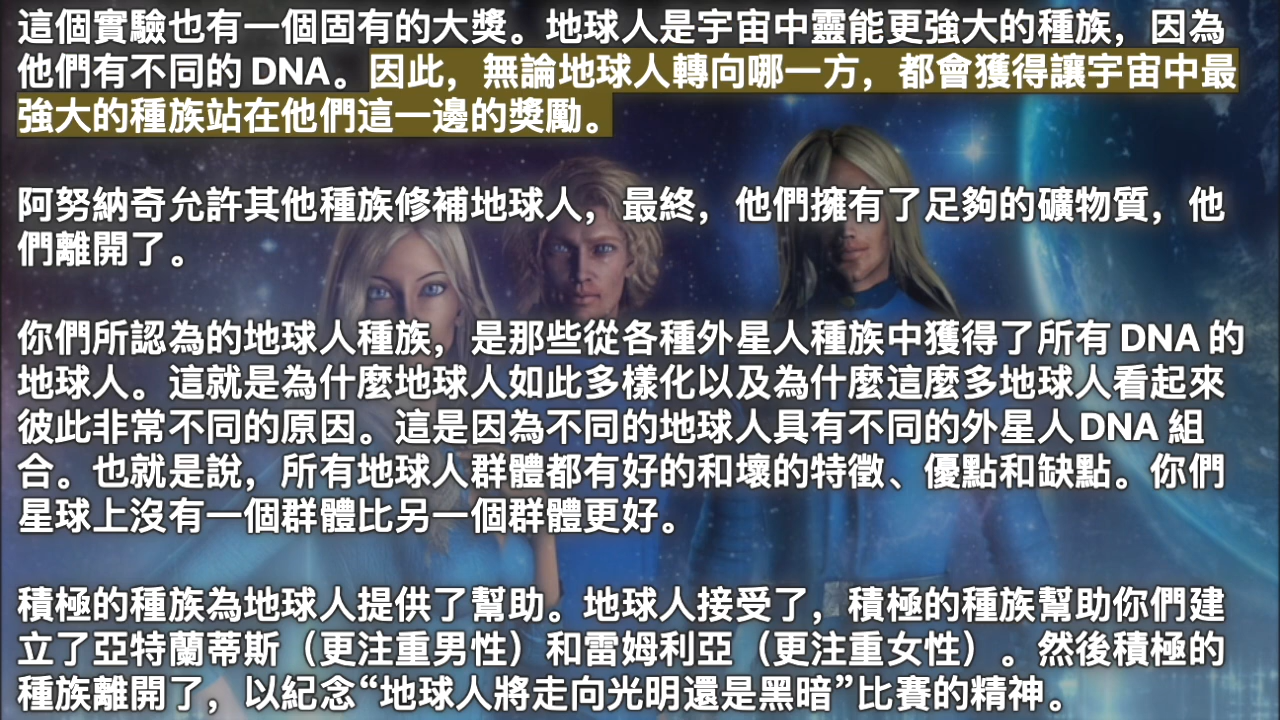 這個實驗也有一個固有的大獎。地球人是宇宙中靈能更強大的種族，因為
他們有不同的 DNA。因此，無論地球人轉向哪一方，都會獲得讓宇宙中最
強大的種族站在他們這一邊的獎勵。
阿努納奇允許其他種族修補地球人，最終，他們擁有了足夠的礦物質，他
們離開了。
你們所認為的地球人種族，是那些從各種外星人種族中獲得了所有 DNA 的
地球人。這就是為什麼地球人如此多樣化以及為什麼這麼多地球人看起來
彼此非常不同的原因。這是因為不同的地球人具有不同的外星人 DNA 組
合。也就是說，所有地球人群體都有好的和壞的特徵、優點和缺點。你們
星球上沒有一個群體比另一個群體更好。
積極的種族為地球人提供了幫助。地球人接受了，積極的種族幫助你們建
立了亞特蘭蒂斯（更注重男性）和雷姆利亞（更注重女性）。然後積極的
種族離開了，以紀念“地球人將走向光明還是黑暗”比賽的精神。